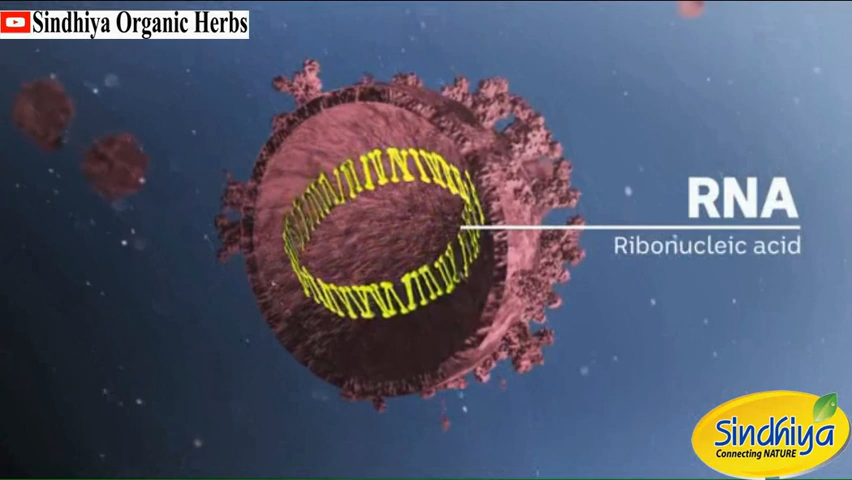 Sindhiya Organic Herbs
RNA
Ribonucleic acid
Sindhiya
Connecting NATURE